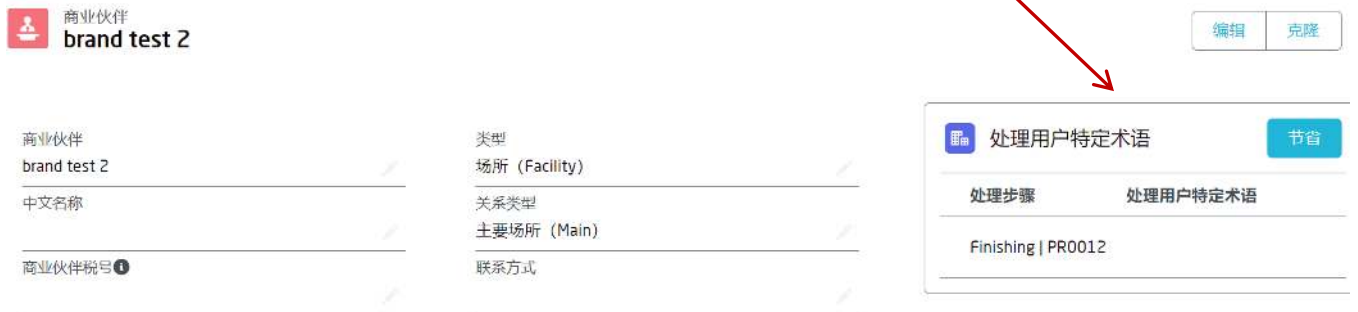 商业伙伴
brand test 2
编辑
克隆
商业伙伴
brand test 2
中文名称
商业伙伴税号
类型
场所（Facility）
关系类型
主要场所（Main）
联系方式
处理用户特定术语
节省
处理步骤 处理用户特定术语
Finishing | PR0012